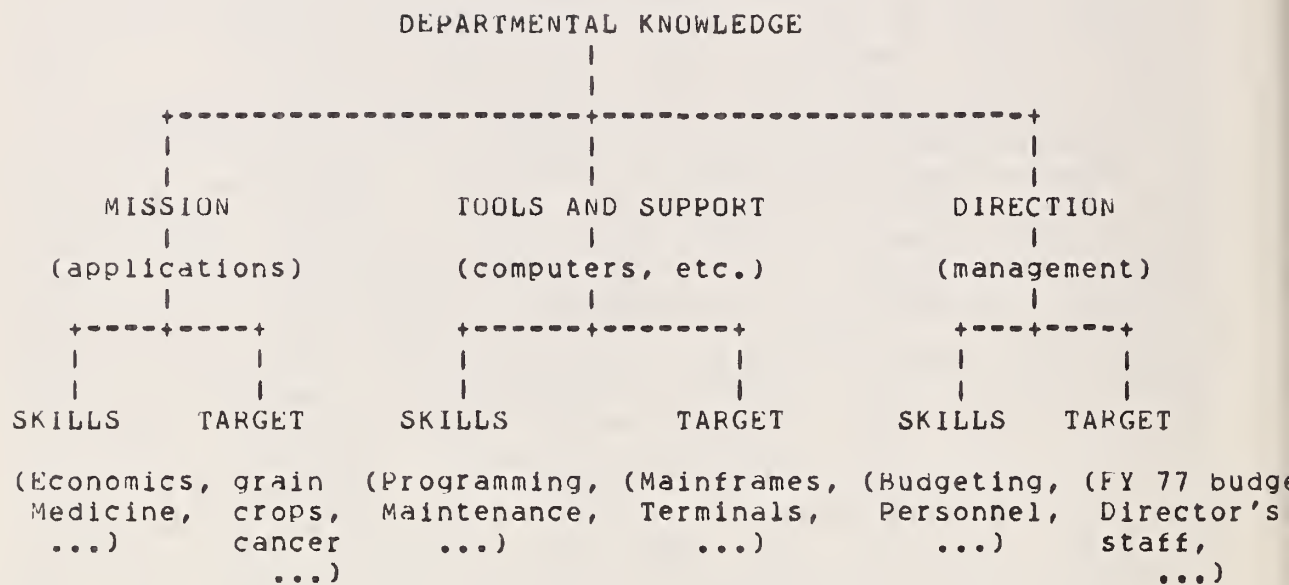 DEPARTMENTAL KNOWLEDGE
MISSION TOOLS AND SUPPORT DIRECTION
(applications) (computers, etc.) (management)
SKILLS TARGET SKILLS TARGET SKILLS TARGET
(Economics, grain (Programming, (Mainframes, (Budgeting, (FY 77 budge
Medicine, crops, Maintenance, Terminals, Personnel, Director's
...) cancer ...) ...) ...) staff,
...) ...)